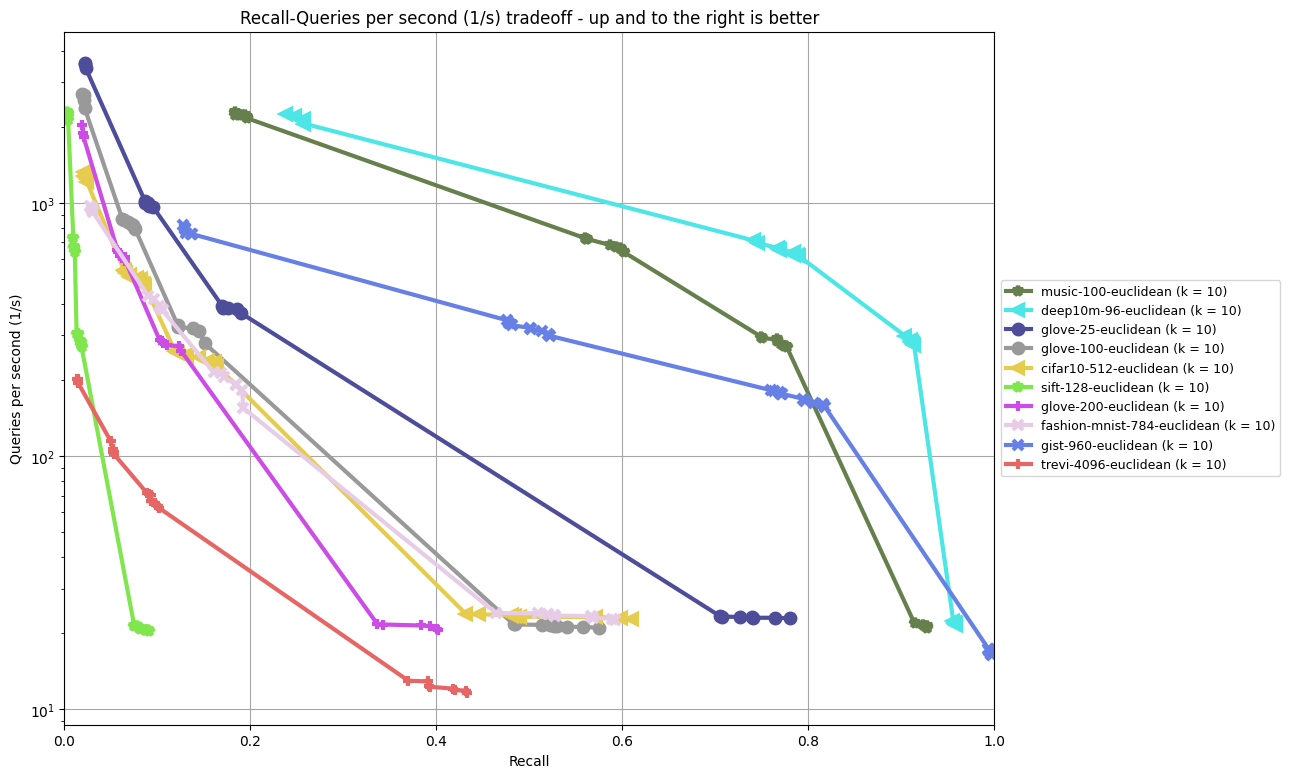 Recall-Queries per second (1/s) tradeoff - up and to the right is better
Queries per second (1/s)
10³
10²
10¹
0.0 0.2 0.4 0.6 0.8 1.0
Recall
music-100-euclidean (k = 10)
deep10m-96-euclidean (k = 10)
glove-25-euclidean (k = 10)
glove-100-euclidean (k = 10)
cifar10-512-euclidean (k = 10)
sift-128-euclidean (k = 10)
glove-200-euclidean (k = 10)
fashion-mnist-784-euclidean (k = 10)
gist-960-euclidean (k = 10)
trevi-4096-euclidean (k = 10)